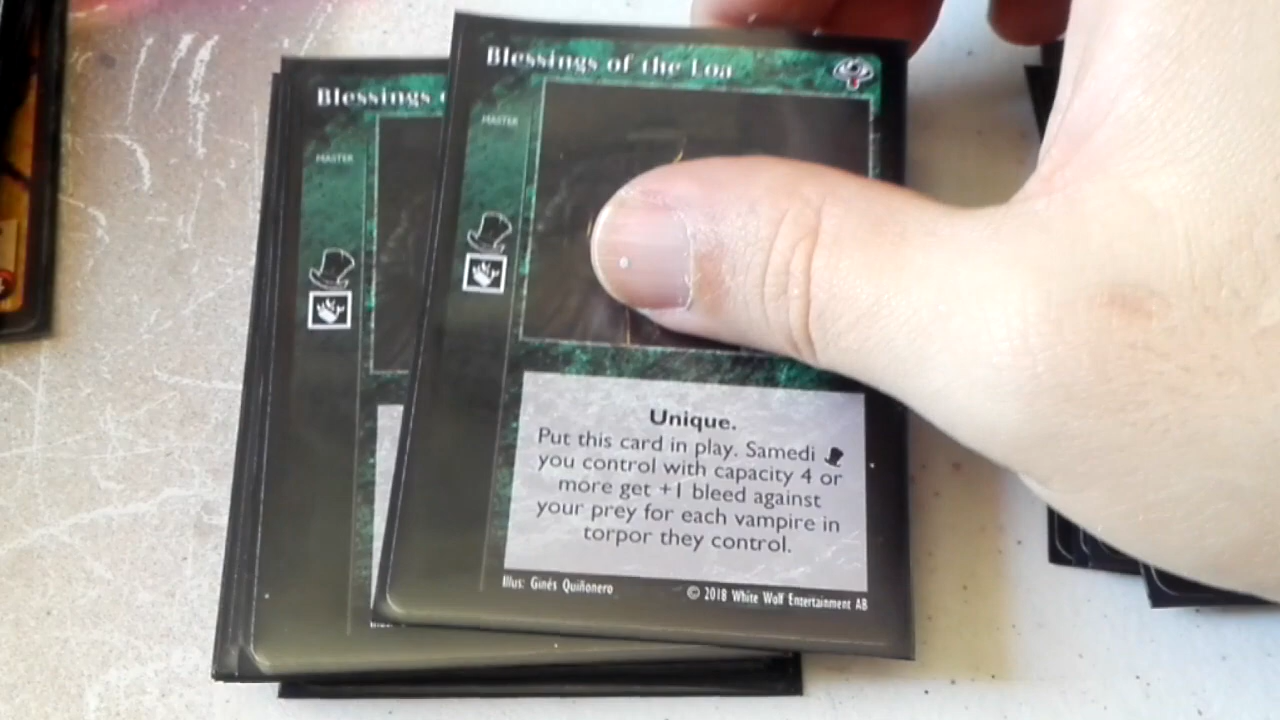 Blessings of the Loa
MASTER
Unique.
Put this card in play. Samedi
you control with capacity 4 or
more get +1 bleed against
your prey for each vampire in
torpor they control.
Illus: Ginés Quiñonero
© 2018 White Wolf Entertainment AB
Blessings
MASTER